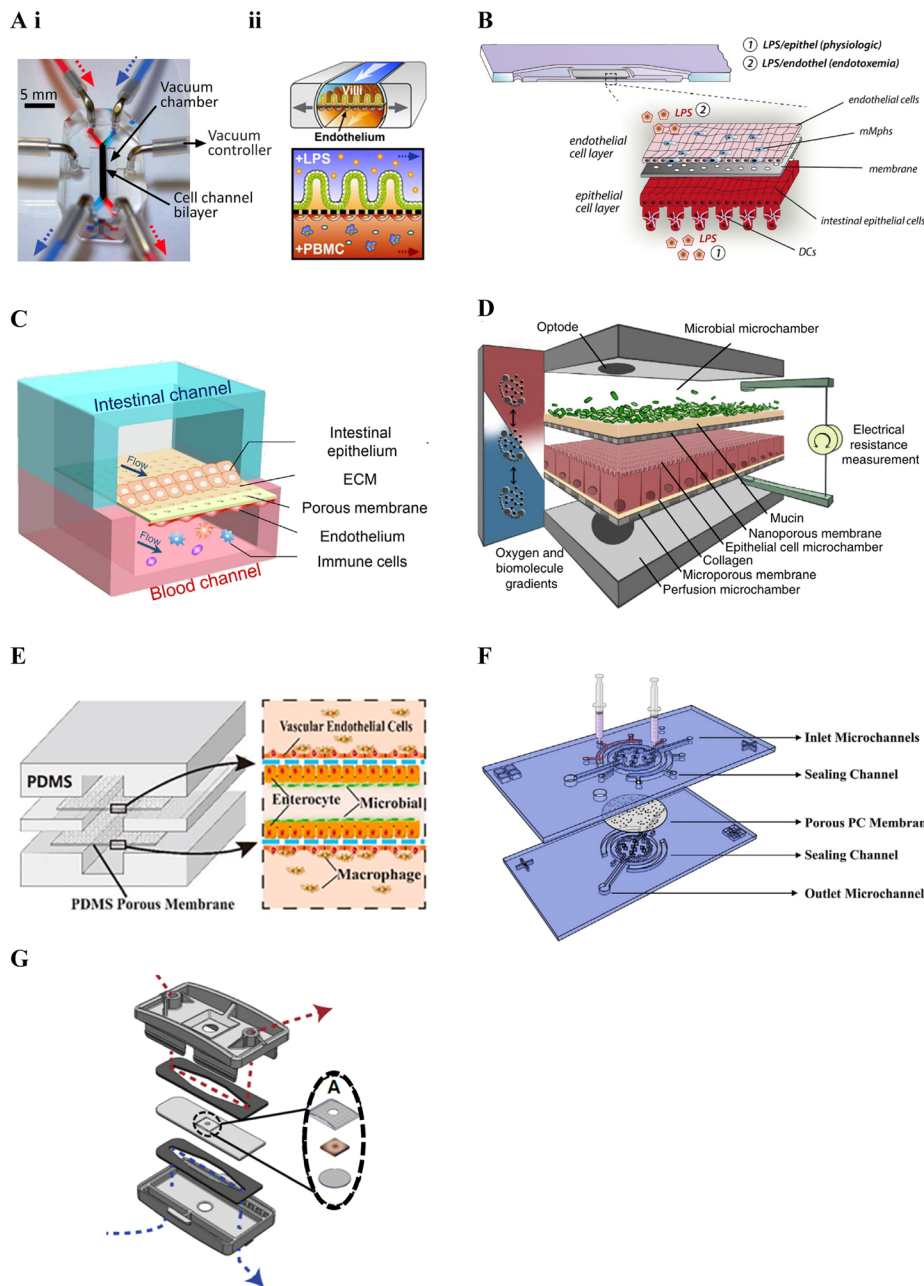 A i
ii
5 mm
Vacuum
chamber
Vacuum
controller
Cell channel
bilayer
Villi
Endothelium
+LPS
+PBMC
B
1 LPS/epithel (physiologic)
2 LPS/endothel (endotoxemia)
LPS 2
endothelial cells
mMphs
endothelial
cell layer
membrane
epithelial
cell layer
intestinal epithelial cells
LPS
1
DCs
C
Intestinal channel
Flow
Intestinal
epithelium
ECM
Porous membrane
Endothelium
Flow
Immune cells
Blood channel
D
Optode
Microbial microchamber
Electrical
resistance
measurement
Mucin
Nanoporous membrane
Epithelial cell microchamber
Collagen
Microporous membrane
Perfusion microchamber
Oxygen and
biomolecule
gradients
E
PDMS
PDMS Porous Membrane
Vascular Endothelial Cells
Enterocyte
Microbial
Macrophage
F
Inlet Microchannels
Sealing Channel
Porous PC Membran
Sealing Channel
Outlet Microchannel
G
A